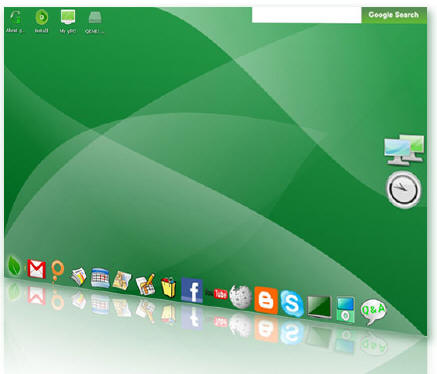 Google Search
About g...
Install
My gOS
QEMU...
f
You Tube
W
B
S
Q&A